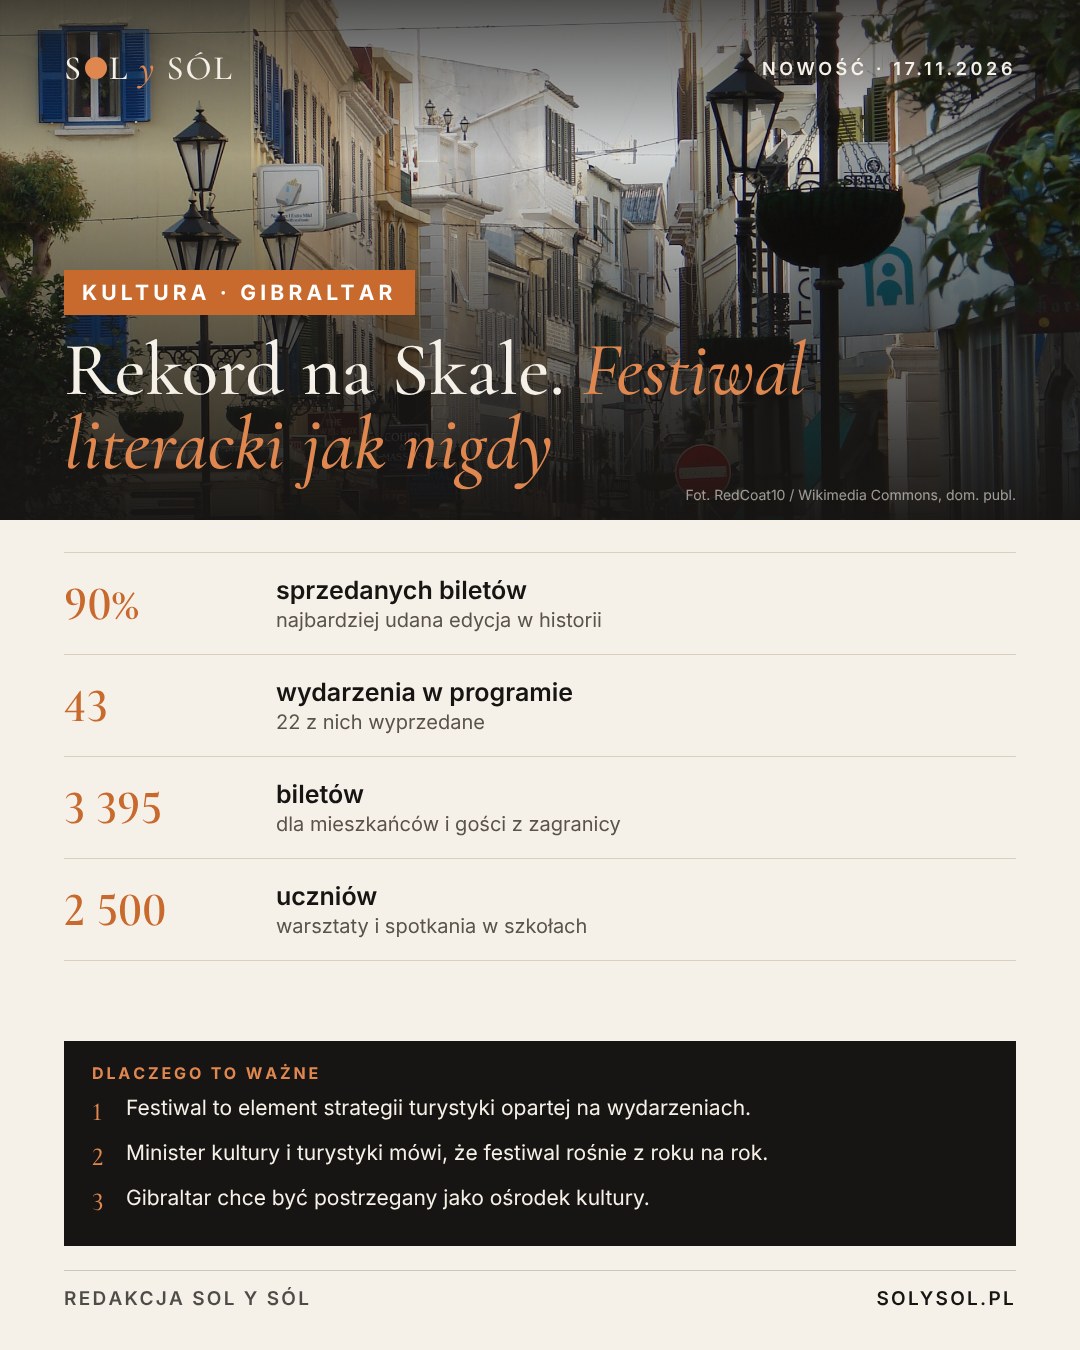 SOL y SÓL
NOWOŚĆ · 17.11.2026
SEBAG
KULTURA · GIBRALTAR
Rekord na Skale. Festiwal
literacki jak nigdy
Fot. RedCoat10 / Wikimedia Commons, dom. publ.
90%
sprzedanych biletów
najbardziej udana edycja w historii
43
wydarzenia w programie
22 z nich wyprzedane
3 395
biletów
dla mieszkańców i gości z zagranicy
2 500
uczniów
warsztaty i spotkania w szkołach
DLACZEGO TO WAŻNE
1 Festiwal to element strategii turystyki opartej na wydarzeniach.
2 Minister kultury i turystyki mówi, że festiwal rośnie z roku na rok.
3 Gibraltar chce być postrzegany jako ośrodek kultury.
REDAKCJA SOL Y SÓL
SOLYSOL.PL